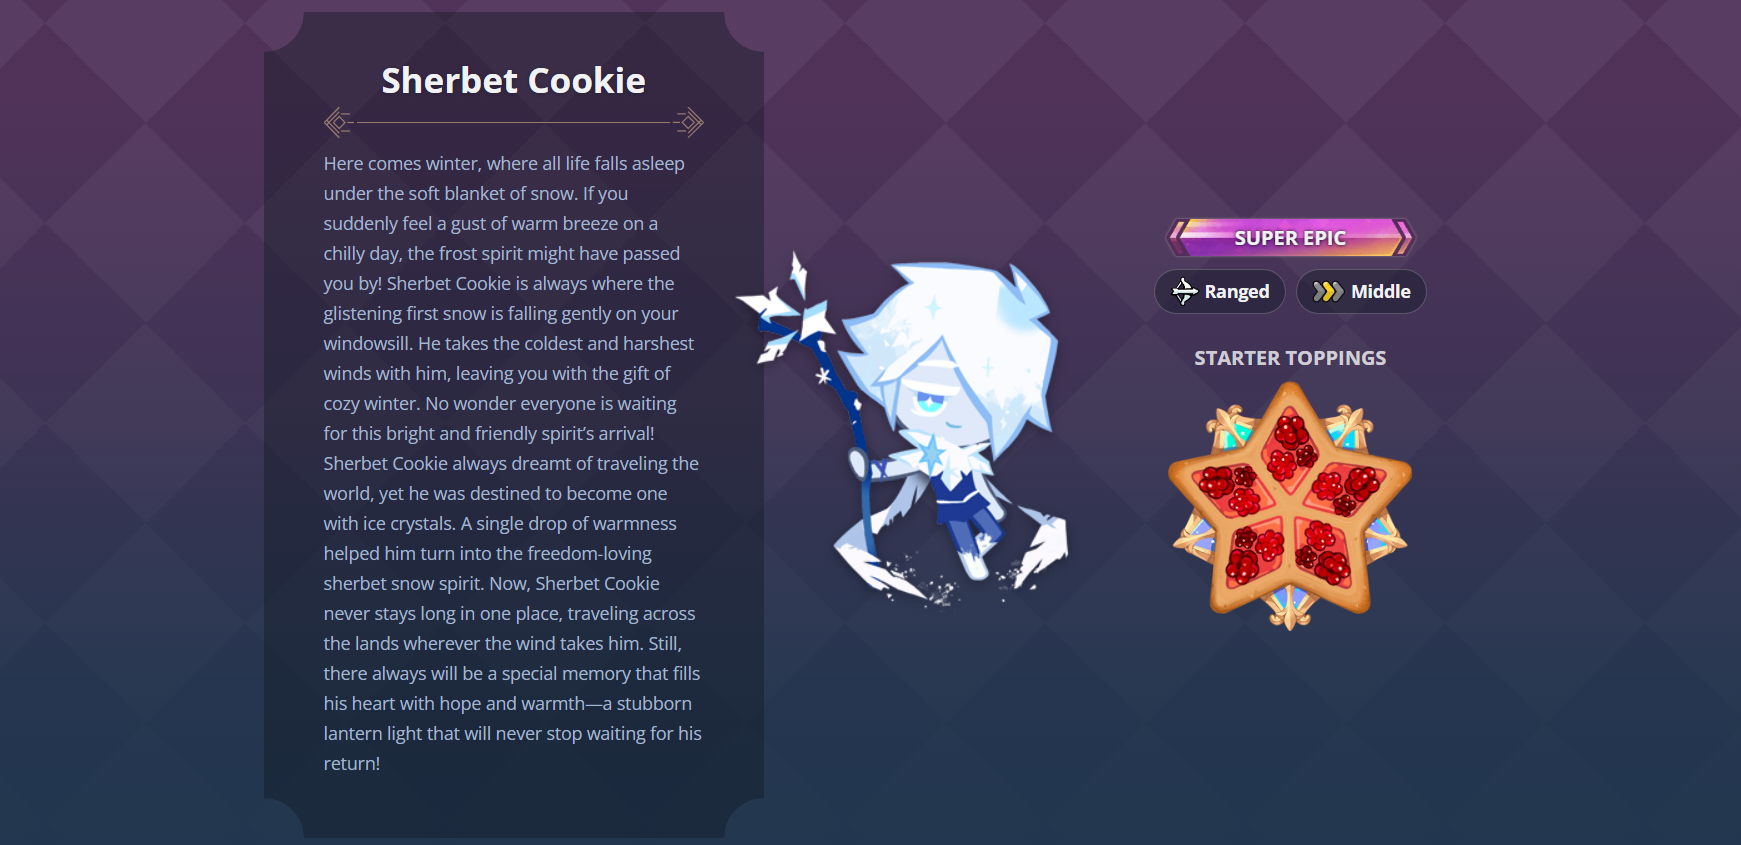 Sherbet Cookie
Here comes winter, where all life falls asleep
under the soft blanket of snow. If you
suddenly feel a gust of warm breeze on a
chilly day, the frost spirit might have passed
you by! Sherbet Cookie is always where the
glistening first snow is falling gently on your
windowsill. He takes the coldest and harshest
winds with him, leaving you with the gift of
cozy winter. No wonder everyone is waiting
for this bright and friendly spirit’s arrival!
Sherbet Cookie always dreamt of traveling the
world, yet he was destined to become one
with ice crystals. A single drop of warmness
helped him turn into the freedom-loving
sherbet snow spirit. Now, Sherbet Cookie
never stays long in one place, traveling across
the lands wherever the wind takes him. Still,
there always will be a special memory that fills
his heart with hope and warmth—a stubborn
lantern light that will never stop waiting for his
return!
SUPER EPIC
Ranged
Middle
STARTER TOPPINGS